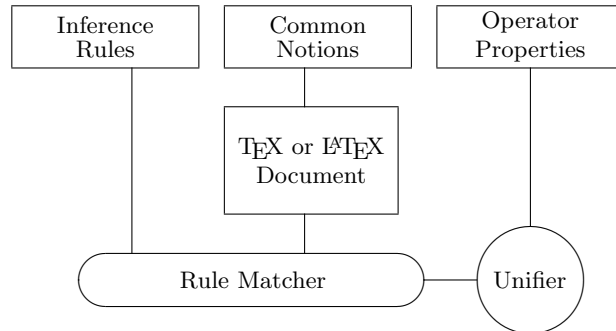 Inference
Rules
Common
Notions
Operator
Properties
TEX or LATEX
Document
Rule Matcher
Unifier